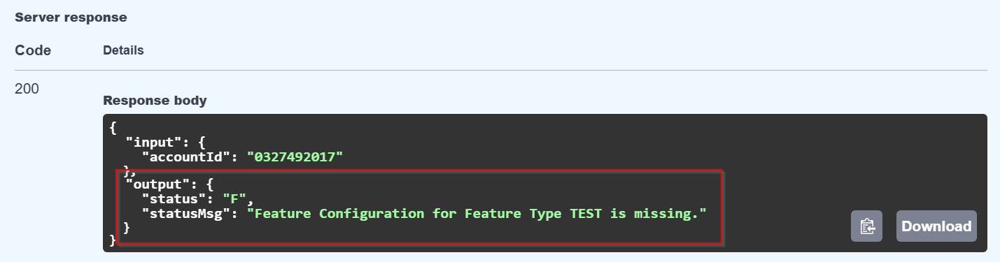 Server response
Code Details
200
Response body
{
"input": {
"accountId": "0327492017"
},
"output": {
"status": "F",
"statusMsg": "Feature Configuration for Feature Type TEST is missing."
}
}
Download